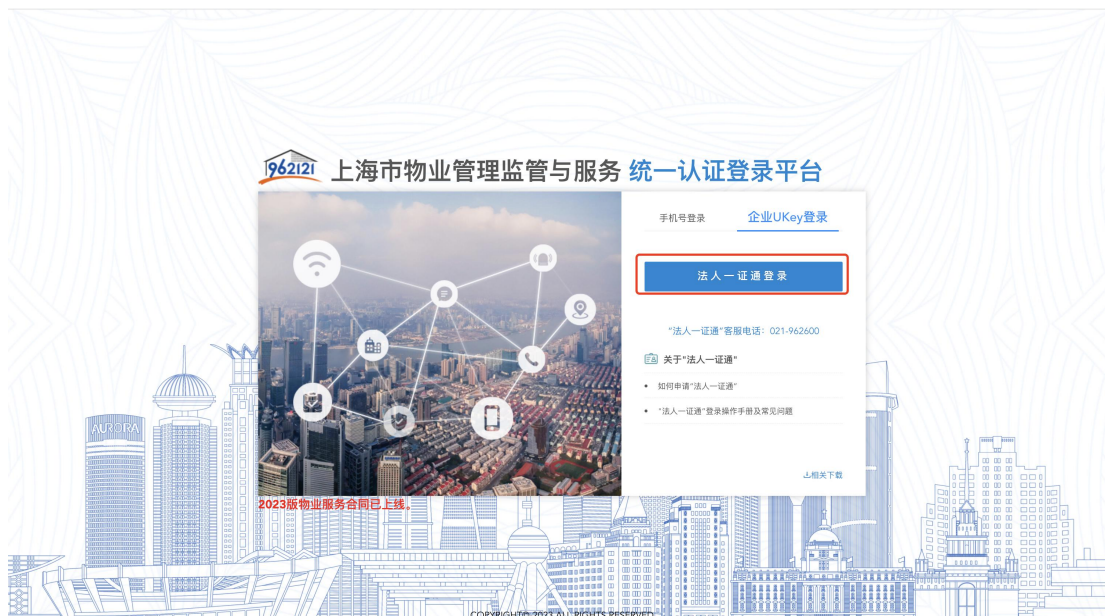 962121 上海市物业管理监管与服务 统一认证登录平台
手机号登录 企业UKey登录
法人一证通登录
"法人一证通"客服电话：021-962600
关于"法人一证通"
• 如何申请"法人一证通"
• "法人一证通"登录操作手册及常见问题
相关下载
2023版物业服务合同已上线。
AURORA
COPYRIGHT© 2023 ALL RIGHTS RESERVED